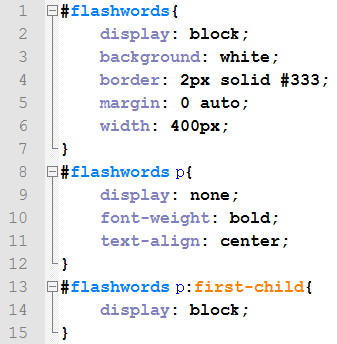 1 #flashwords{
2 display: block;
3 background: white;
4 border: 2px solid #333;
5 margin: 0 auto;
6 width: 400px;
7 }
8 #flashwords p{
9 display: none;
10 font-weight: bold;
11 text-align: center;
12 }
13 #flashwords p:first-child{
14 display: block;
15 }